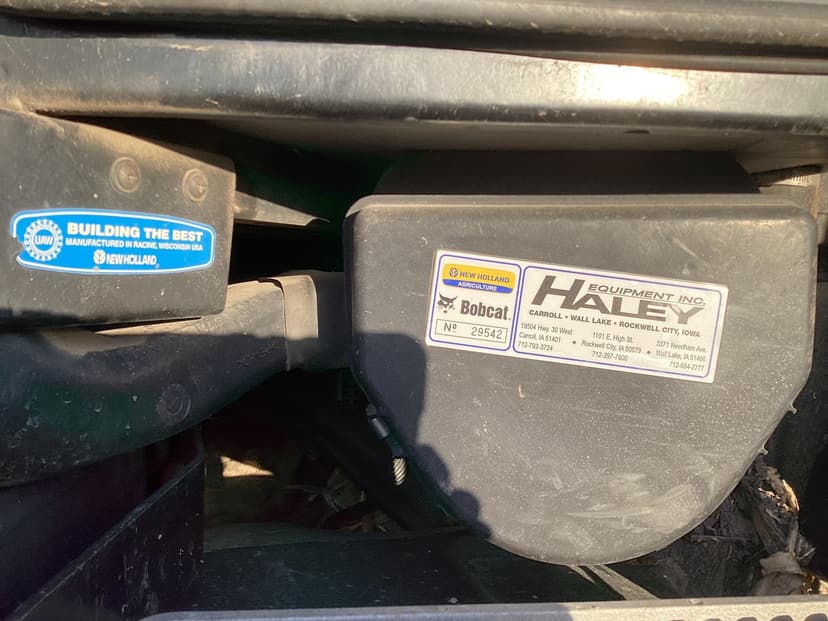 UAW
BUILDING THE BEST
MANUFACTURED IN RACINE, WISCONSIN USA
NEW HOLLAND
NEW HOLLAND
AGRICULTURE
Bobcat.
Nº 29542
HALEY
EQUIPMENT INC.
CARROLL • WALL LAKE • ROCKWELL CITY, IOWA
19504 Hwy. 30 West
Carroll, IA 51401
712-792-3724
• 1101 E. High St.
Rockwell City, IA 50579
712-297-7600
• 3371 Needham Ave.
Wall Lake, IA 51466
712-664-2777